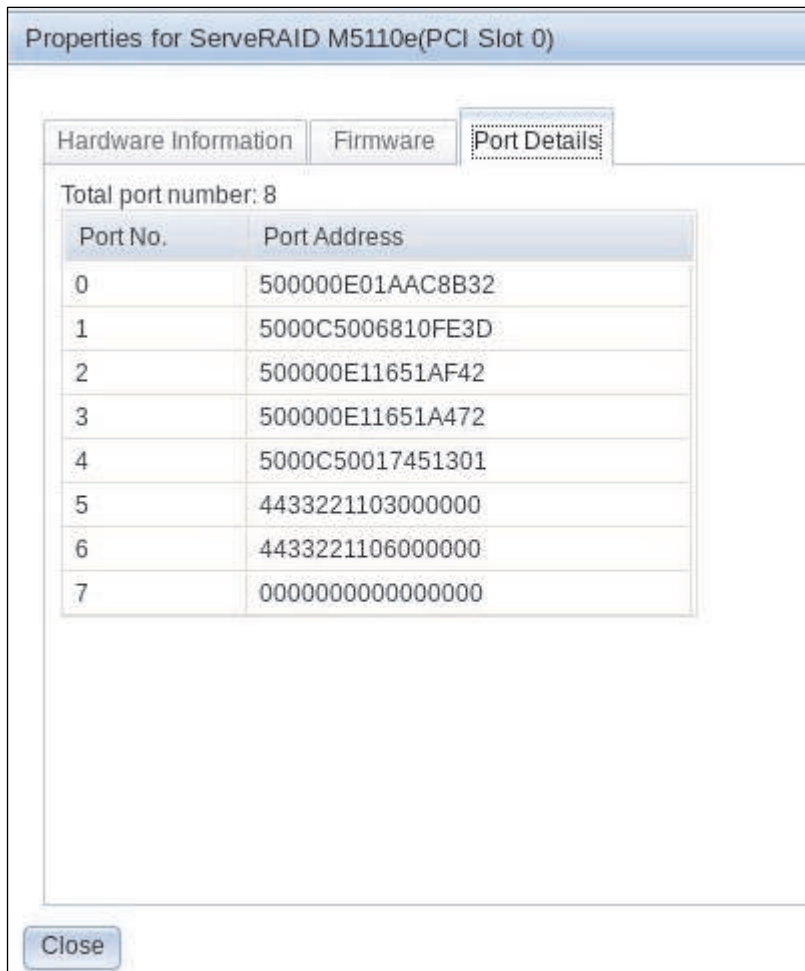 Properties for ServeRAID M5110e(PCI Slot 0)
Hardware Information Firmware Port Details
Total port number: 8
Port No. Port Address
0 500000E01AAC8B32
1 5000C5006810FE3D
2 500000E11651AF42
3 500000E11651A472
4 5000C50017451301
5 4433221103000000
6 4433221106000000
7 0000000000000000
Close